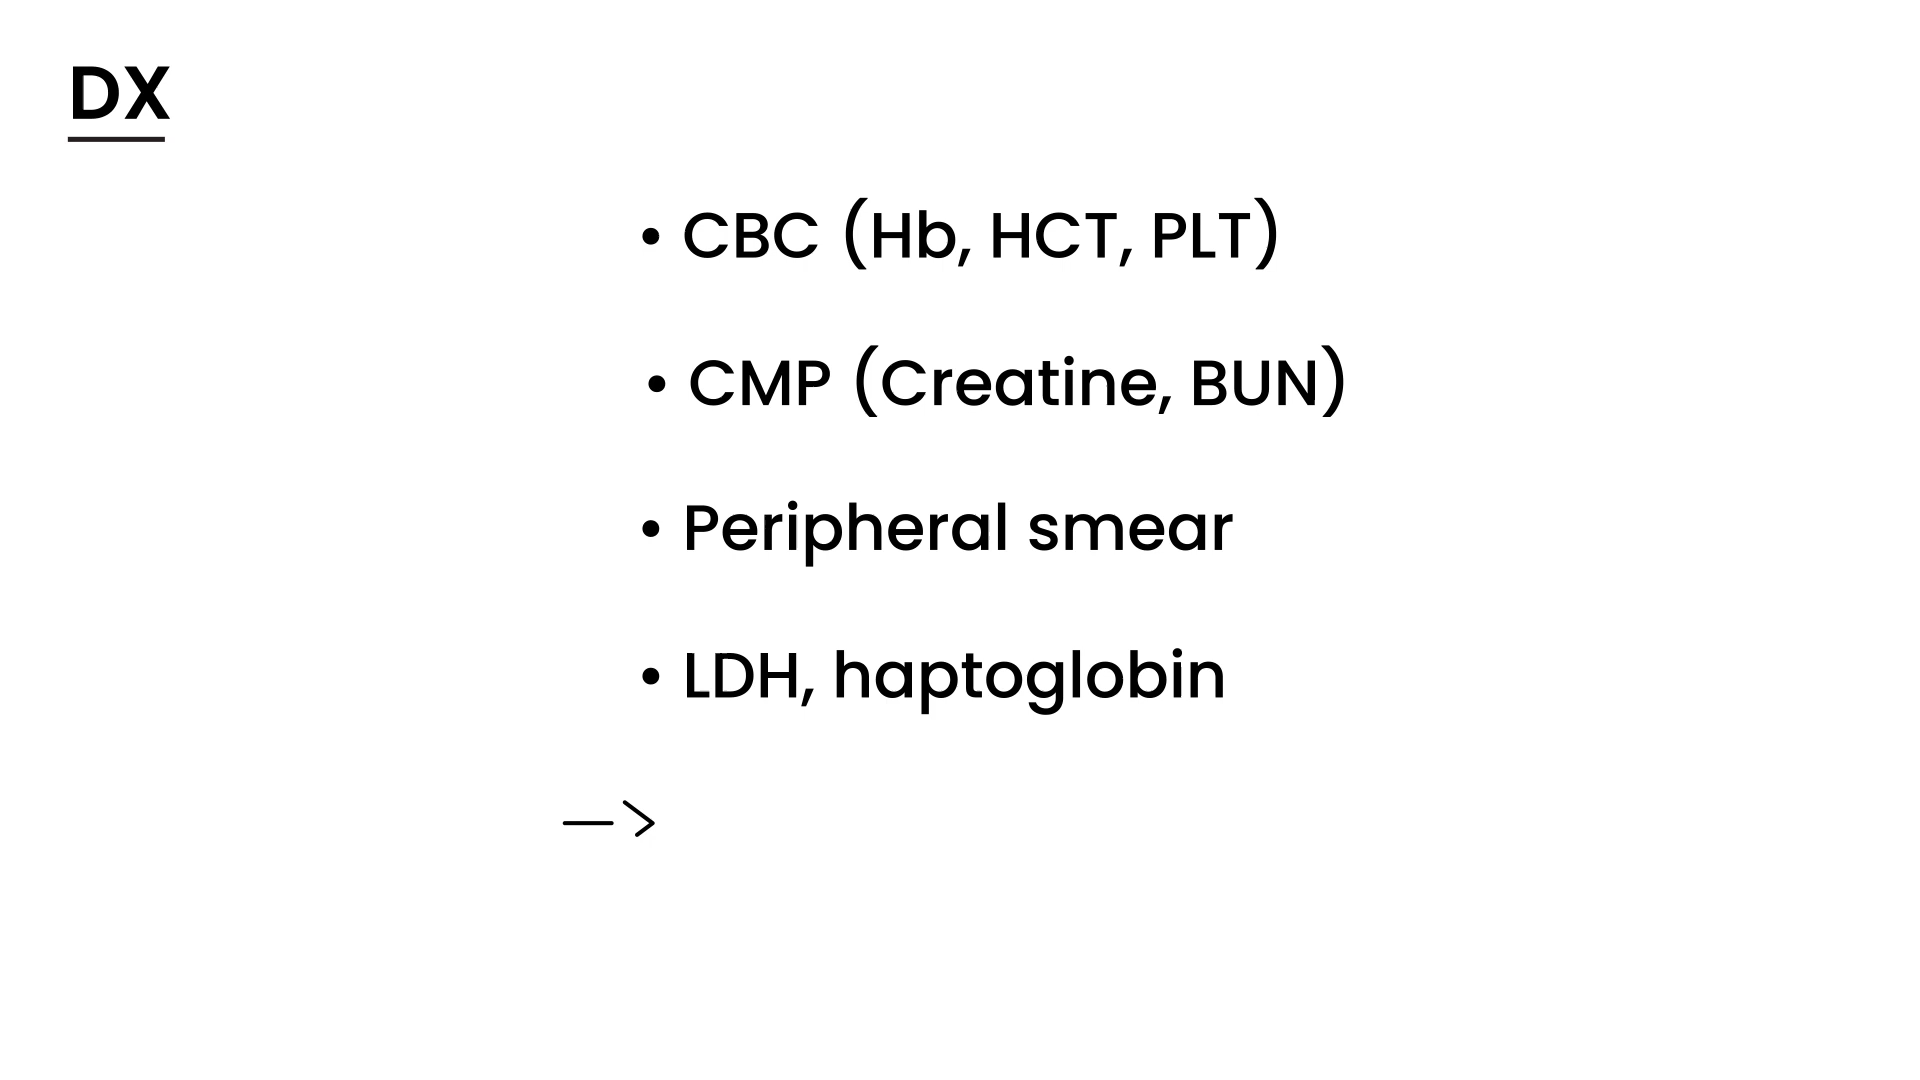 DX
• CBC (Hb, HCT, PLT)
• CMP (Creatine, BUN)
• Peripheral smear
• LDH, haptoglobin
—>